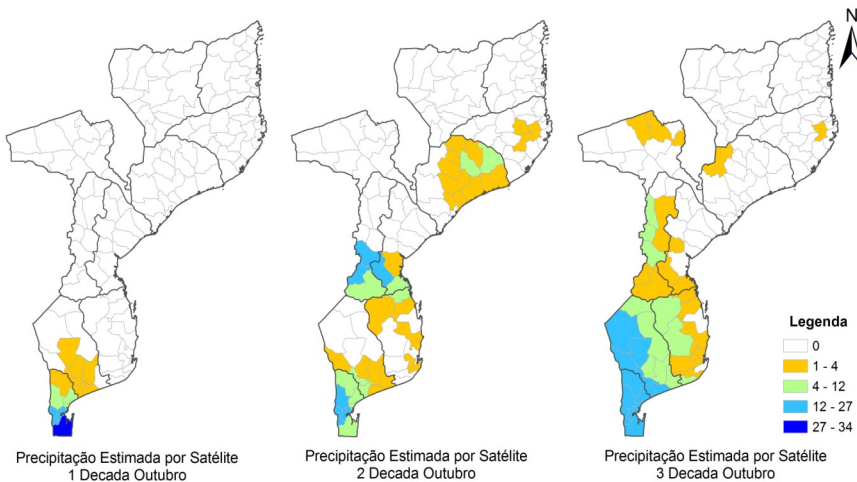 N
Legenda
0
1 - 4
4 - 12
12 - 27
27 - 34
Precipitação Estimada por Satélite
1 Decada Outubro
Precipitação Estimada por Satélite
2 Decada Outubro
Precipitação Estimada por Satélite
3 Decada Outubro